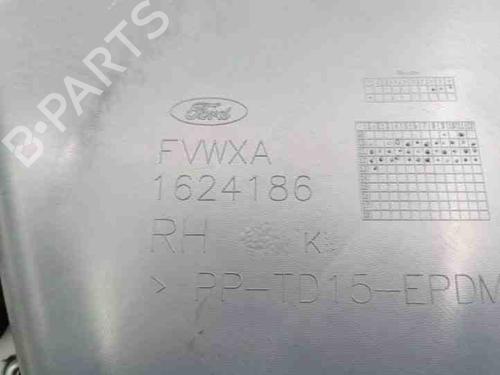 B-PARTS
Ford
FVWXA
1624186
RH K
> PP-TD15-EPDM